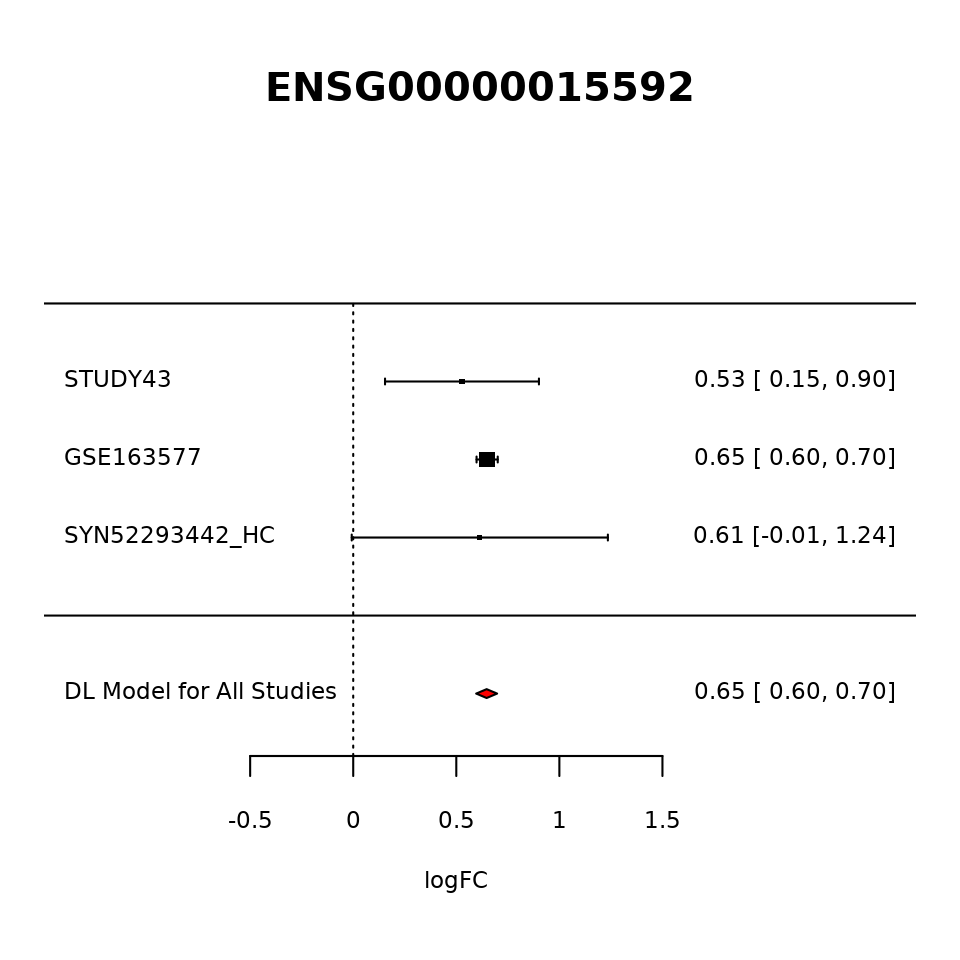 ENSG00000015592
STUDY43 0.53 [ 0.15, 0.90]
GSE163577 0.65 [ 0.60, 0.70]
SYN52293442_HC 0.61 [-0.01, 1.24]
DL Model for All Studies 0.65 [ 0.60, 0.70]
-0.5 0 0.5 1 1.5
logFC